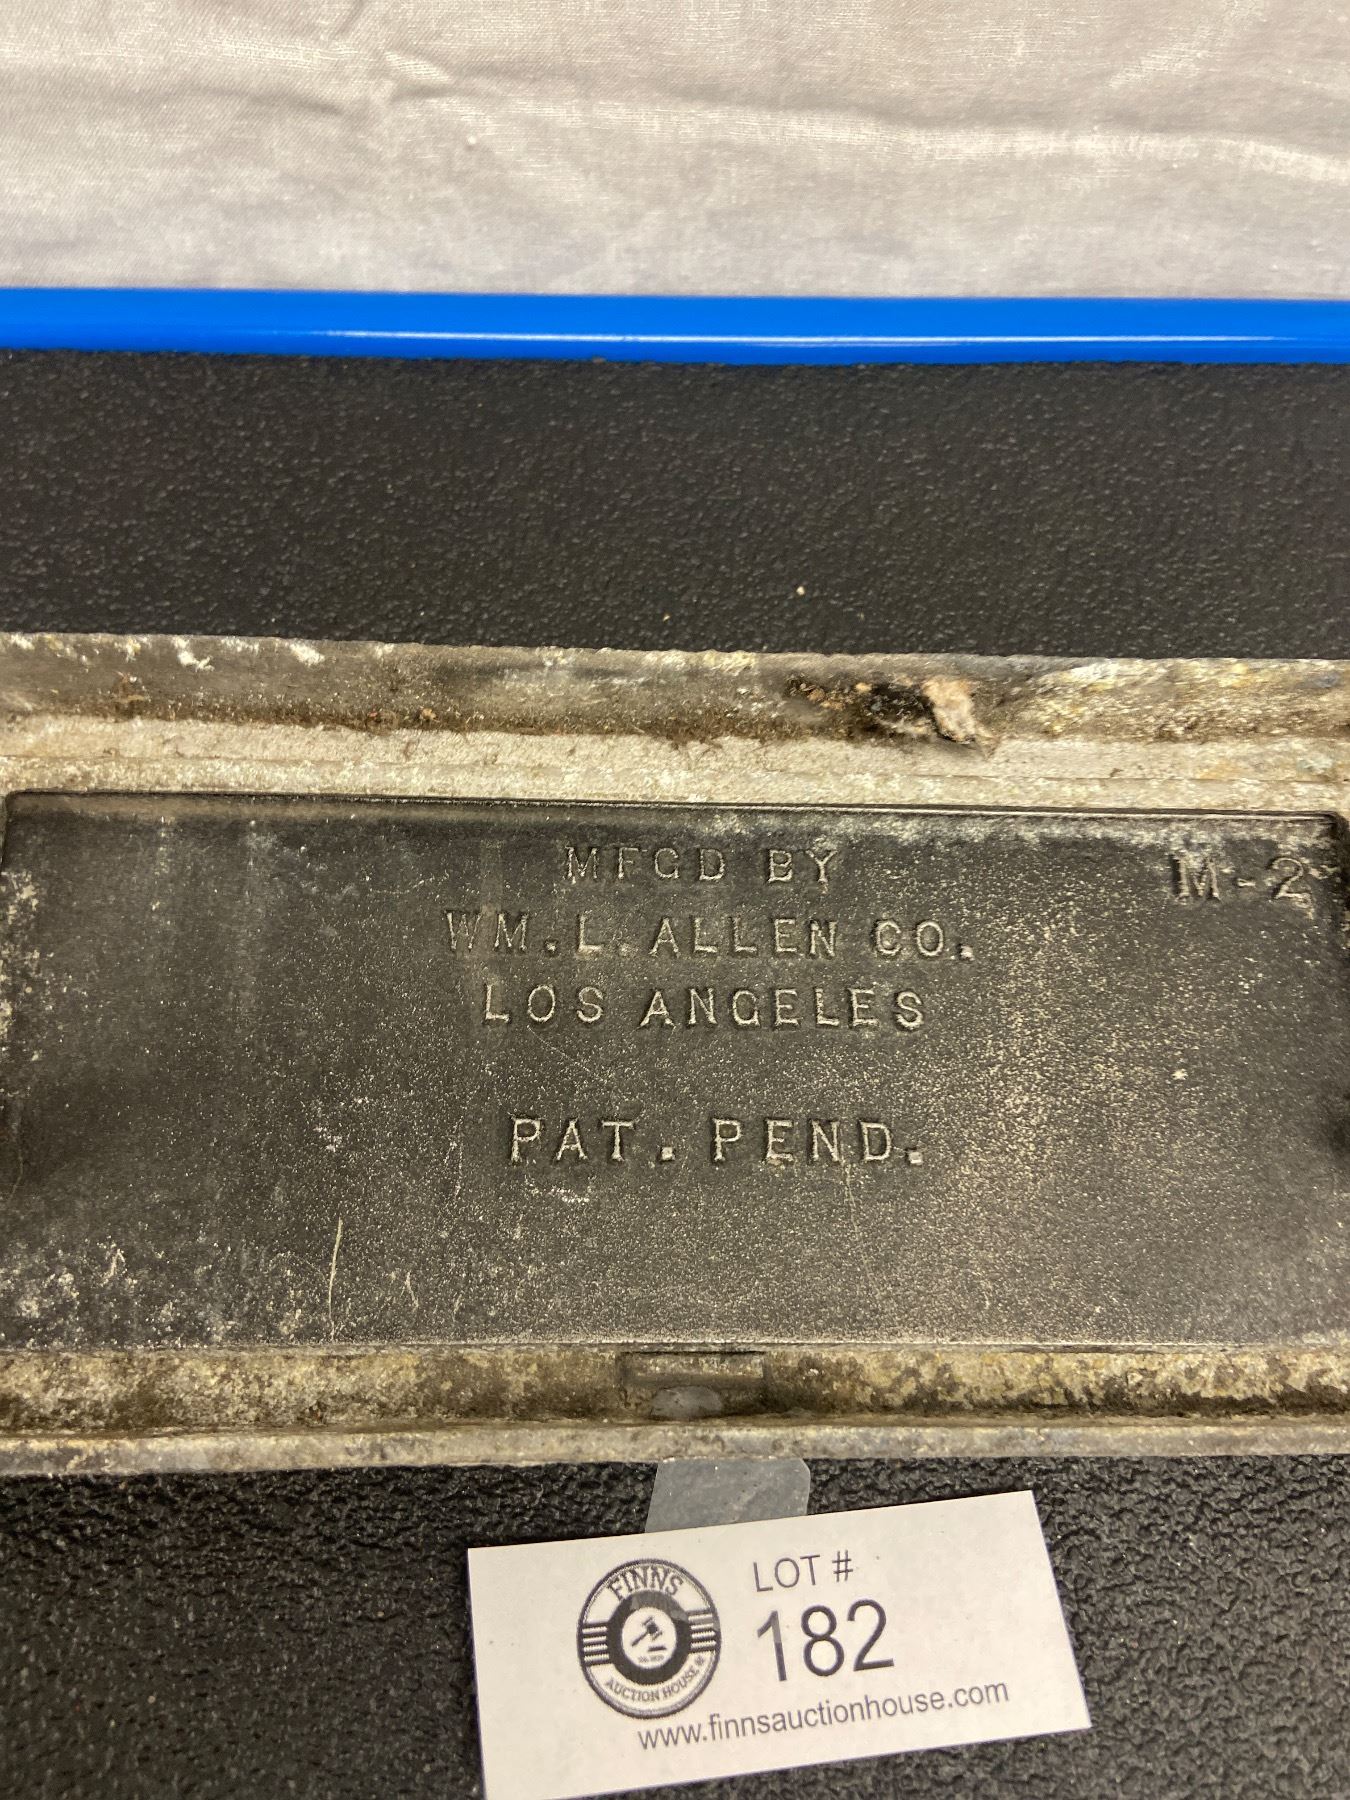 MFGD BY
M-2
WM. L. ALLEN CO.
LOS ANGELES
PAT. PEND.
FINNS
AUCTION HOUSE
LOT #
182
www.finnsauctionhouse.com